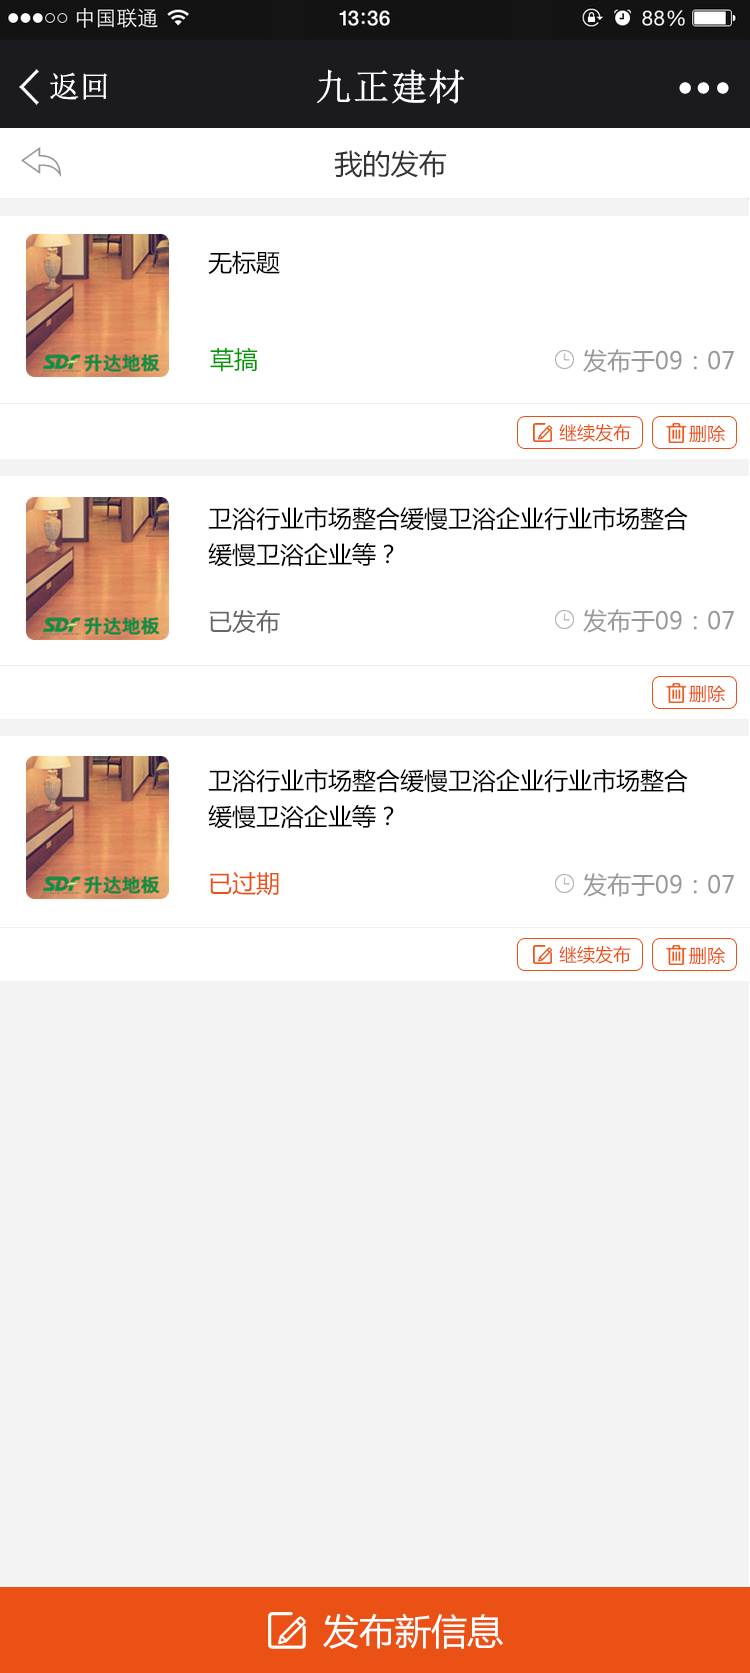 中国联通 13:36 88%
返回 九正建材
我的发布
无标题
SDF 升达地板
草搞 发布于09：07
继续发布 删除
卫浴行业市场整合缓慢卫浴企业行业市场整合
缓慢卫浴企业等？
SDF 升达地板
已发布 发布于09：07
删除
卫浴行业市场整合缓慢卫浴企业行业市场整合
缓慢卫浴企业等？
SDF 升达地板
已过期 发布于09：07
继续发布 删除
发布新信息